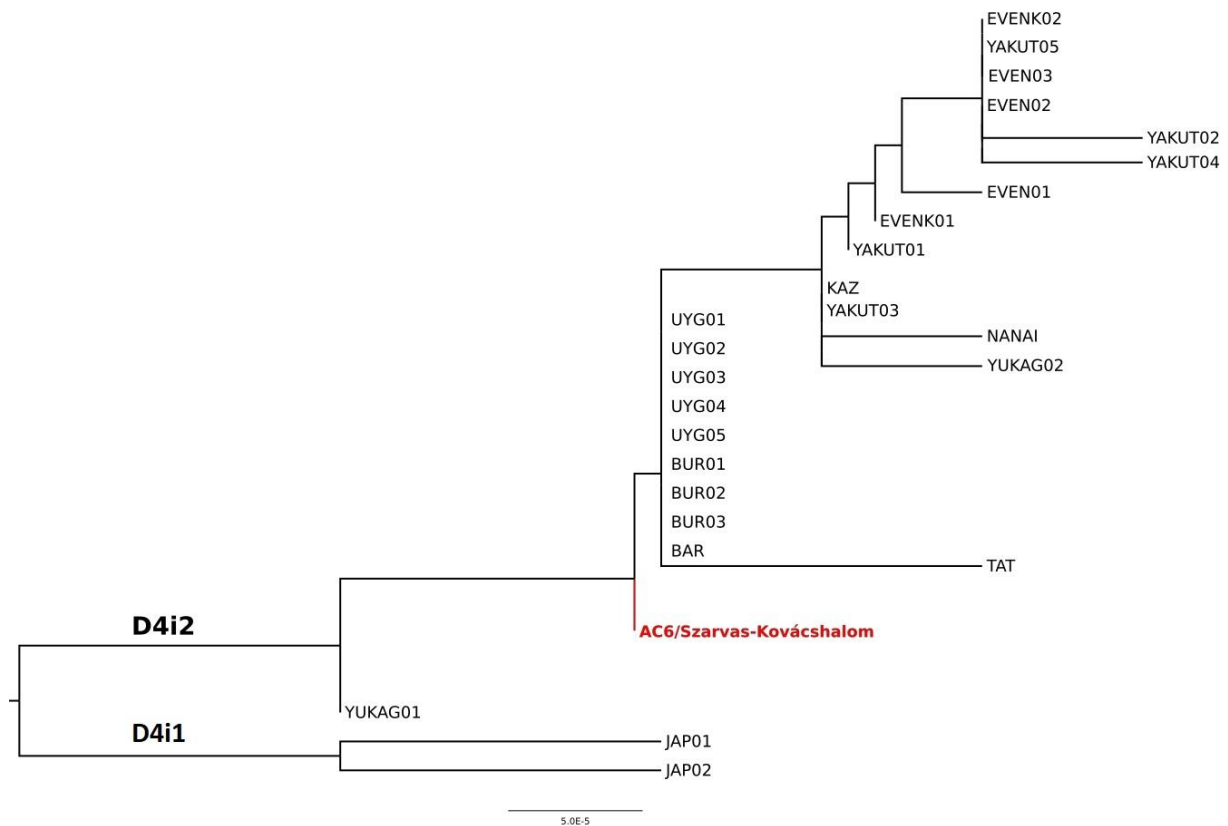 EVENK02
YAKUT05
EVEN03
EVEN02
YAKUT02
YAKUT04
EVEN01
EVENK01
YAKUT01
KAZ
YAKUT03
UYG01
NANAI
UYG02
YUKAG02
UYG03
UYG04
UYG05
BUR01
BUR02
BUR03
BAR
TAT
D4i2
AC6/Szarvas-Kovácshalom
YUKAG01
D4i1
JAP01
JAP02
5.0E-5